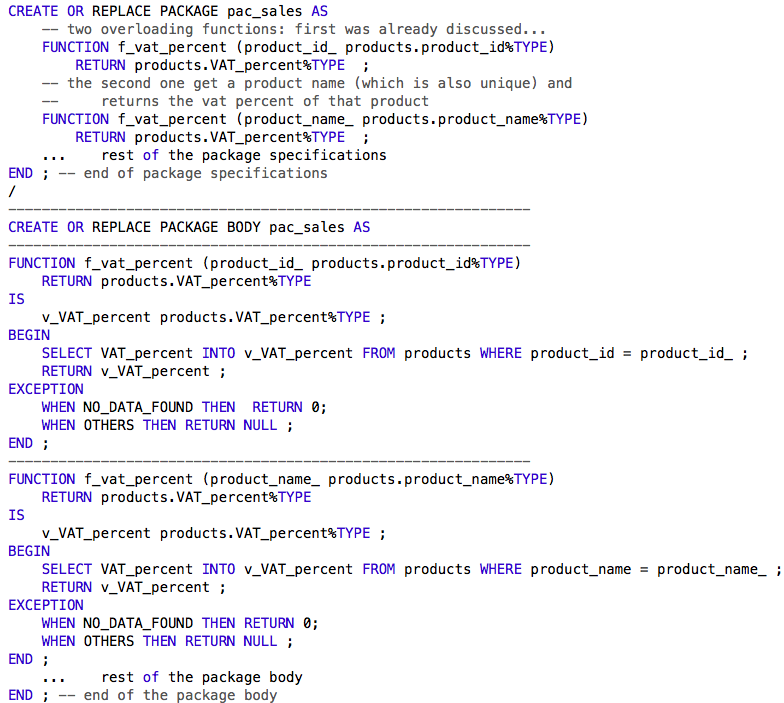 CREATE OR REPLACE PACKAGE pac_sales AS
    -- two overloading functions: first was already discussed...
    FUNCTION f_vat_percent (product_id_ products.product_id%TYPE)
        RETURN products.VAT_percent%TYPE  ;
    -- the second one get a product name (which is also unique) and
    --     returns the vat percent of that product
    FUNCTION f_vat_percent (product_name_ products.product_name%TYPE)
        RETURN products.VAT_percent%TYPE  ;
    ...    rest of the package specifications
END ; -- end of package specifications
/
--------------------------------------------------------------
CREATE OR REPLACE PACKAGE BODY pac_sales AS
--------------------------------------------------------------
FUNCTION f_vat_percent (product_id_ products.product_id%TYPE)
    RETURN products.VAT_percent%TYPE
IS
    v_VAT_percent products.VAT_percent%TYPE ;
BEGIN
    SELECT VAT_percent INTO v_VAT_percent FROM products WHERE product_id = product_id_ ;
    RETURN v_VAT_percent ;
EXCEPTION
    WHEN NO_DATA_FOUND THEN  RETURN 0;
    WHEN OTHERS THEN RETURN NULL ;
END ;
--------------------------------------------------------------
FUNCTION f_vat_percent (product_name_ products.product_name%TYPE)
    RETURN products.VAT_percent%TYPE
IS
    v_VAT_percent products.VAT_percent%TYPE ;
BEGIN
    SELECT VAT_percent INTO v_VAT_percent FROM products WHERE product_name = product_name_ ;
    RETURN v_VAT_percent ;
EXCEPTION
    WHEN NO_DATA_FOUND THEN RETURN 0;
    WHEN OTHERS THEN RETURN NULL ;
END ;
    ...    rest of the package body
END ; -- end of the package body